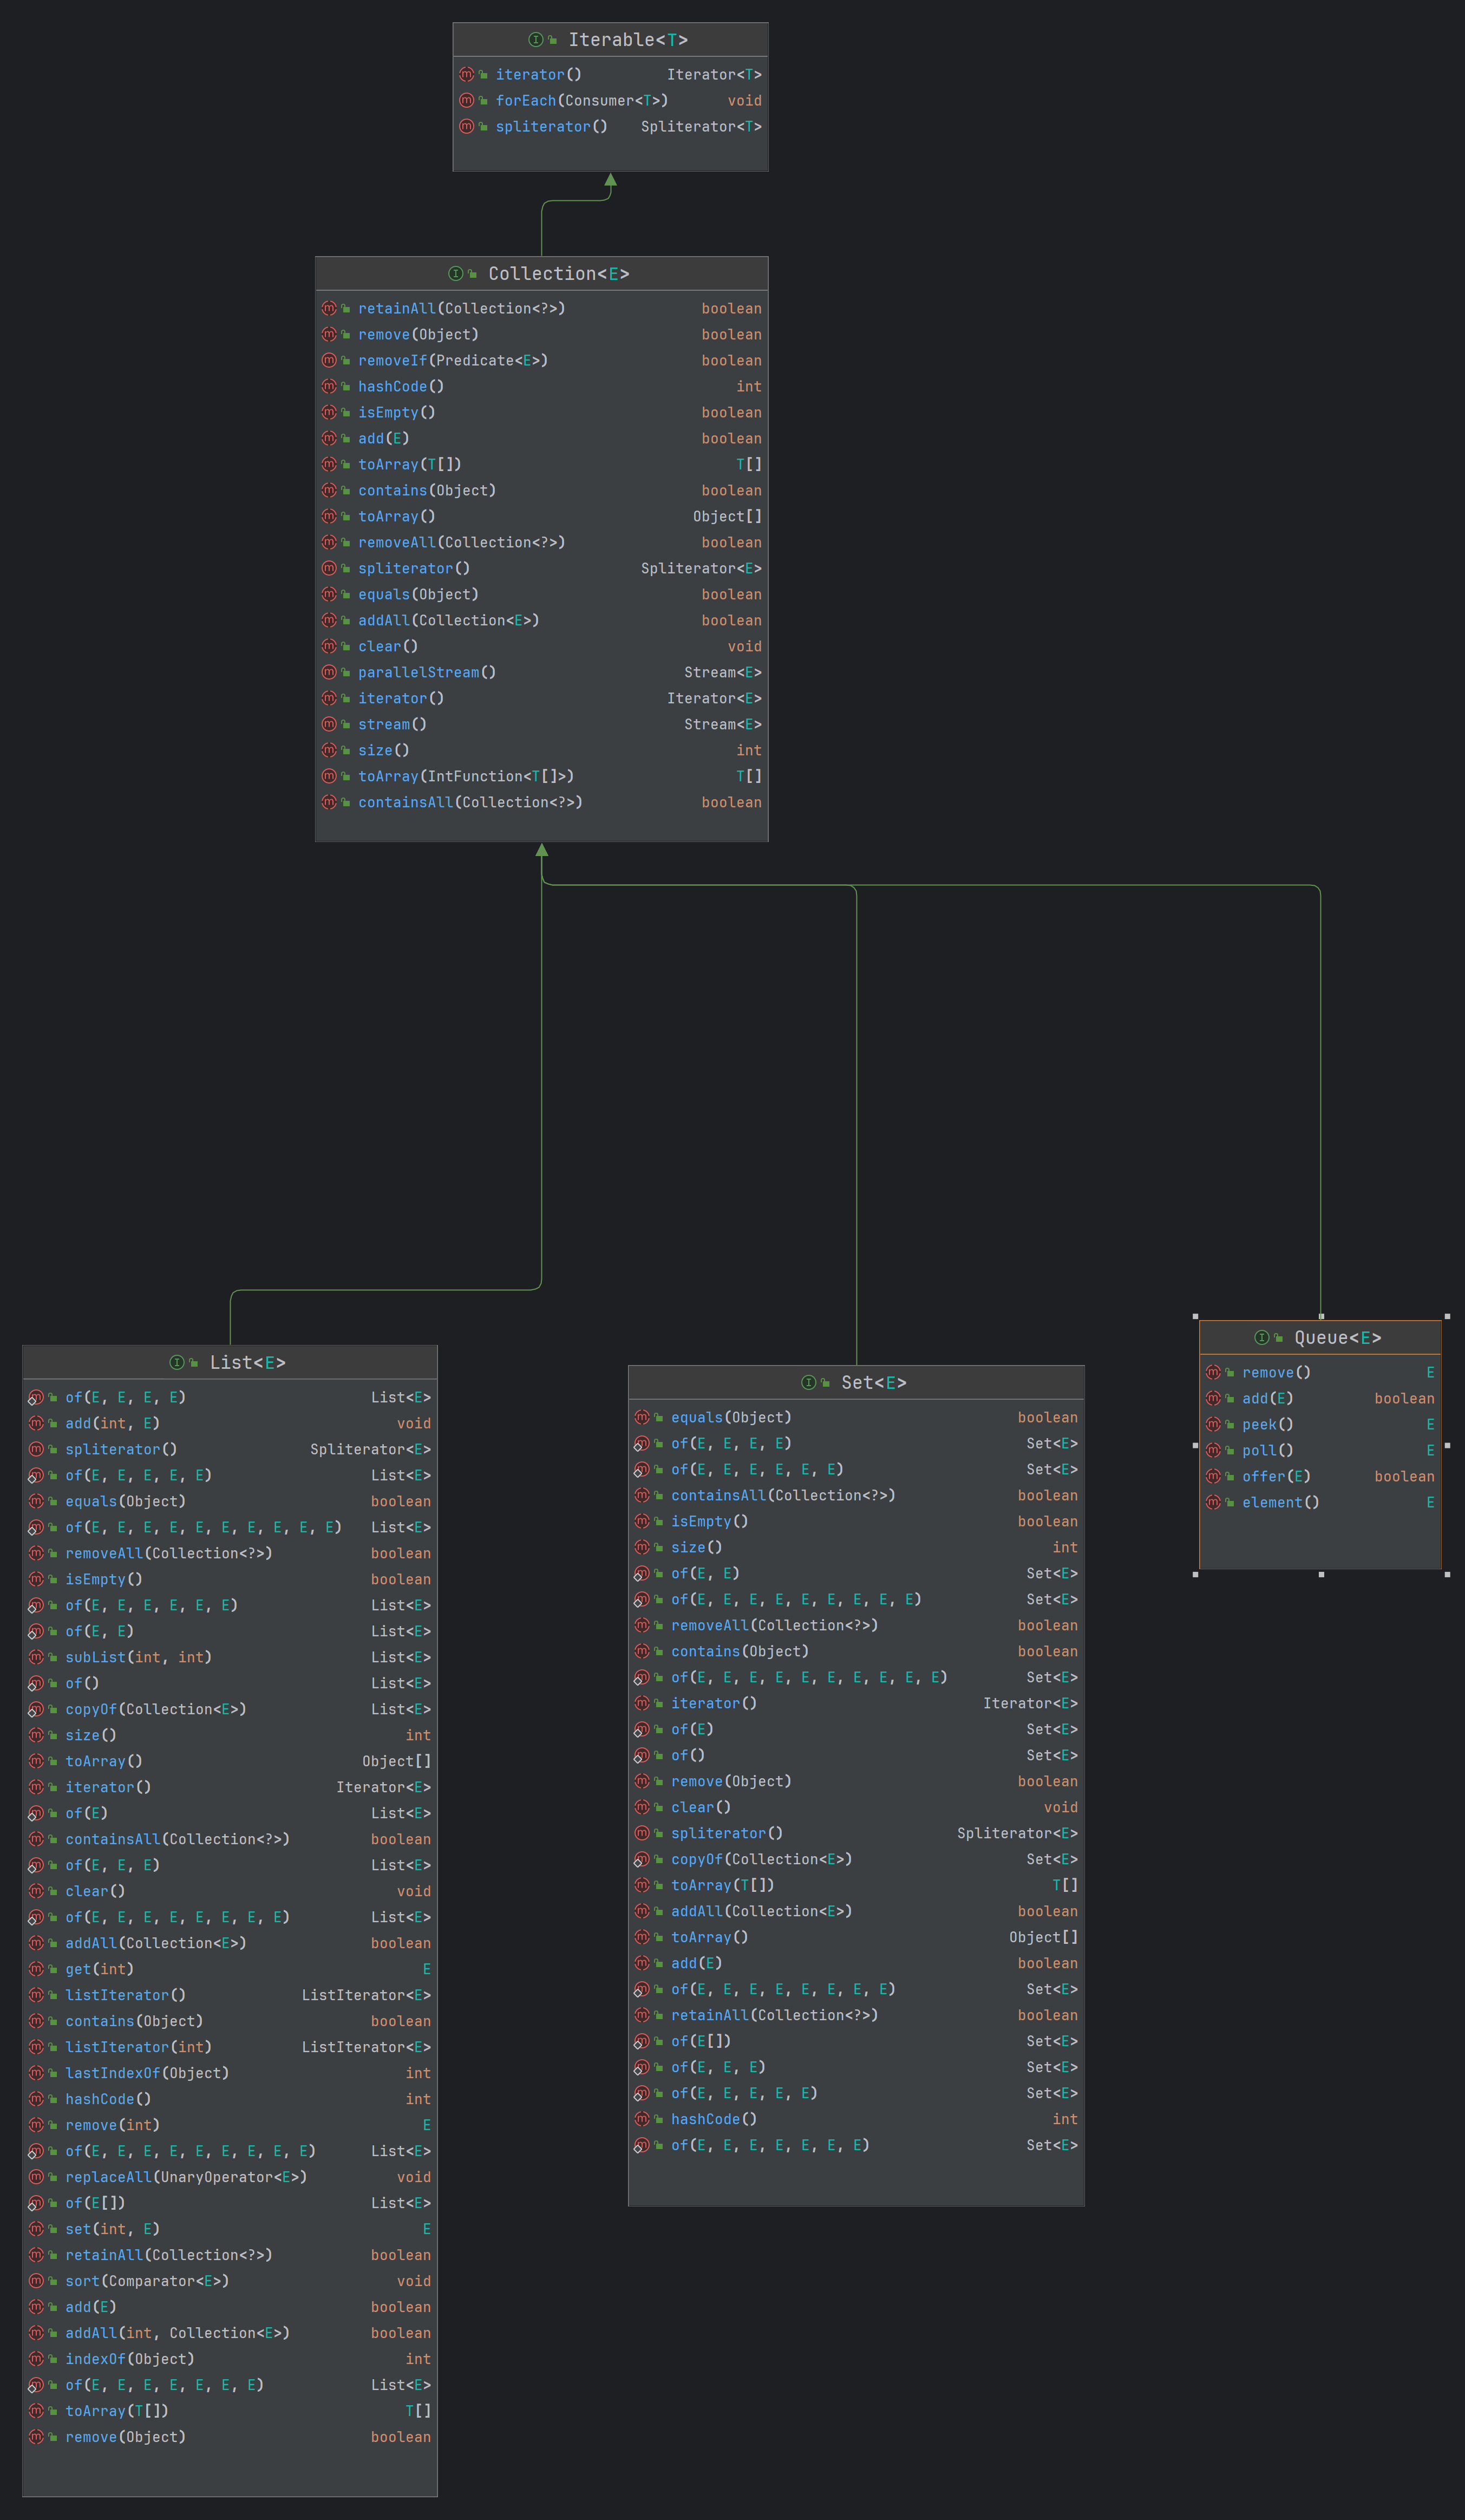 Iterable<T>
iterator() Iterator<T>
forEach(Consumer<T>) void
spliterator() Spliterator<T>
Collection<E>
retainAll(Collection<?>) boolean
remove(Object) boolean
removeIf(Predicate<E>) boolean
hashCode() int
isEmpty() boolean
add(E) boolean
toArray(T[]) T[]
contains(Object) boolean
toArray() Object[]
removeAll(Collection<?>) boolean
spliterator() Spliterator<E>
equals(Object) boolean
addAll(Collection<E>) boolean
clear() void
parallelStream() Stream<E>
iterator() Iterator<E>
stream() Stream<E>
size() int
toArray(IntFunction<T[]>) T[]
containsAll(Collection<?>) boolean
List<E>
of(E, E, E, E) List<E>
add(int, E) void
spliterator() Spliterator<E>
of(E, E, E, E, E) List<E>
equals(Object) boolean
of(E, E, E, E, E, E, E, E, E, E) List<E>
removeAll(Collection<?>) boolean
isEmpty() boolean
of(E, E, E, E, E, E) List<E>
of(E, E) List<E>
subList(int, int) List<E>
of() List<E>
copyOf(Collection<E>) List<E>
size() int
toArray() Object[]
iterator() Iterator<E>
of(E) List<E>
containsAll(Collection<?>) boolean
of(E, E, E) List<E>
clear() void
of(E, E, E, E, E, E, E, E) List<E>
addAll(Collection<E>) boolean
get(int) E
listIterator() ListIterator<E>
contains(Object) boolean
listIterator(int) ListIterator<E>
lastIndexOf(Object) int
hashCode() int
remove(int) E
of(E, E, E, E, E, E, E, E, E) List<E>
replaceAll(UnaryOperator<E>) void
of(E[]) List<E>
set(int, E) E
retainAll(Collection<?>) boolean
sort(Comparator<E>) void
add(E) boolean
addAll(int, Collection<E>) boolean
indexOf(Object) int
of(E, E, E, E, E, E, E) List<E>
toArray(T[]) T[]
remove(Object) boolean
Set<E>
equals(Object) boolean
of(E, E, E, E) Set<E>
of(E, E, E, E, E, E) Set<E>
containsAll(Collection<?>) boolean
isEmpty() boolean
size() int
of(E, E) Set<E>
of(E, E, E, E, E, E, E, E, E) Set<E>
removeAll(Collection<?>) boolean
contains(Object) boolean
of(E, E, E, E, E, E, E, E, E, E) Set<E>
iterator() Iterator<E>
of(E) Set<E>
of() Set<E>
remove(Object) boolean
clear() void
spliterator() Spliterator<E>
copyOf(Collection<E>) Set<E>
toArray(T[]) T[]
addAll(Collection<E>) boolean
toArray() Object[]
add(E) boolean
of(E, E, E, E, E, E, E, E) Set<E>
retainAll(Collection<?>) boolean
of(E[]) Set<E>
of(E, E, E) Set<E>
of(E, E, E, E, E) Set<E>
hashCode() int
of(E, E, E, E, E, E, E) Set<E>
Queue<E>
remove() E
add(E) boolean
peek() E
poll() E
offer(E) boolean
element() E